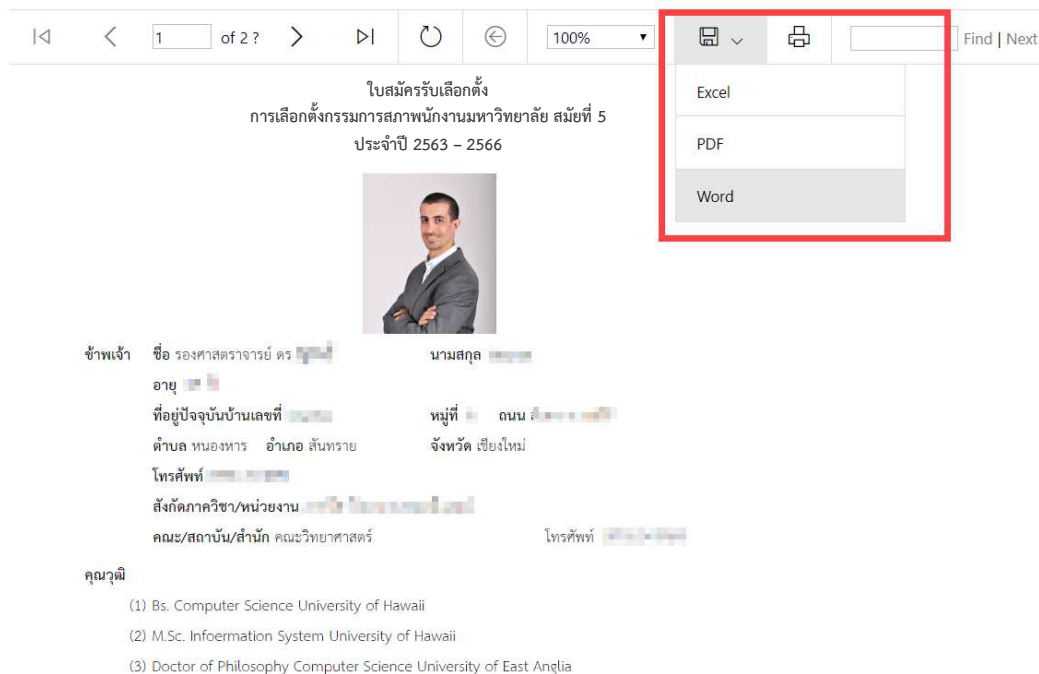 1 of 2 ? 100% Find | Next
Excel
PDF
Word
ใบสมัครรับเลือกตั้ง
การเลือกตั้งกรรมการสภาพนักงานมหาวิทยาลัย สมัยที่ 5
ประจำปี 2563 – 2566
ข้าพเจ้า ชื่อ รองศาสตราจารย์ ดร นามสกุล
อายุ
ที่อยู่ปัจจุบันบ้านเลขที่ หมู่ที่ ถนน
ตำบล หนองหาร อำเภอ สันทราย จังหวัด เชียงใหม่
โทรศัพท์
สังกัดภาควิชา/หน่วยงาน
คณะ/สถาบัน/สำนัก คณะวิทยาศาสตร์ โทรศัพท์
คุณวุฒิ
(1) Bs. Computer Science University of Hawaii
(2) M.Sc. Infoermation System University of Hawaii
(3) Doctor of Philosophy Computer Science University of East Anglia